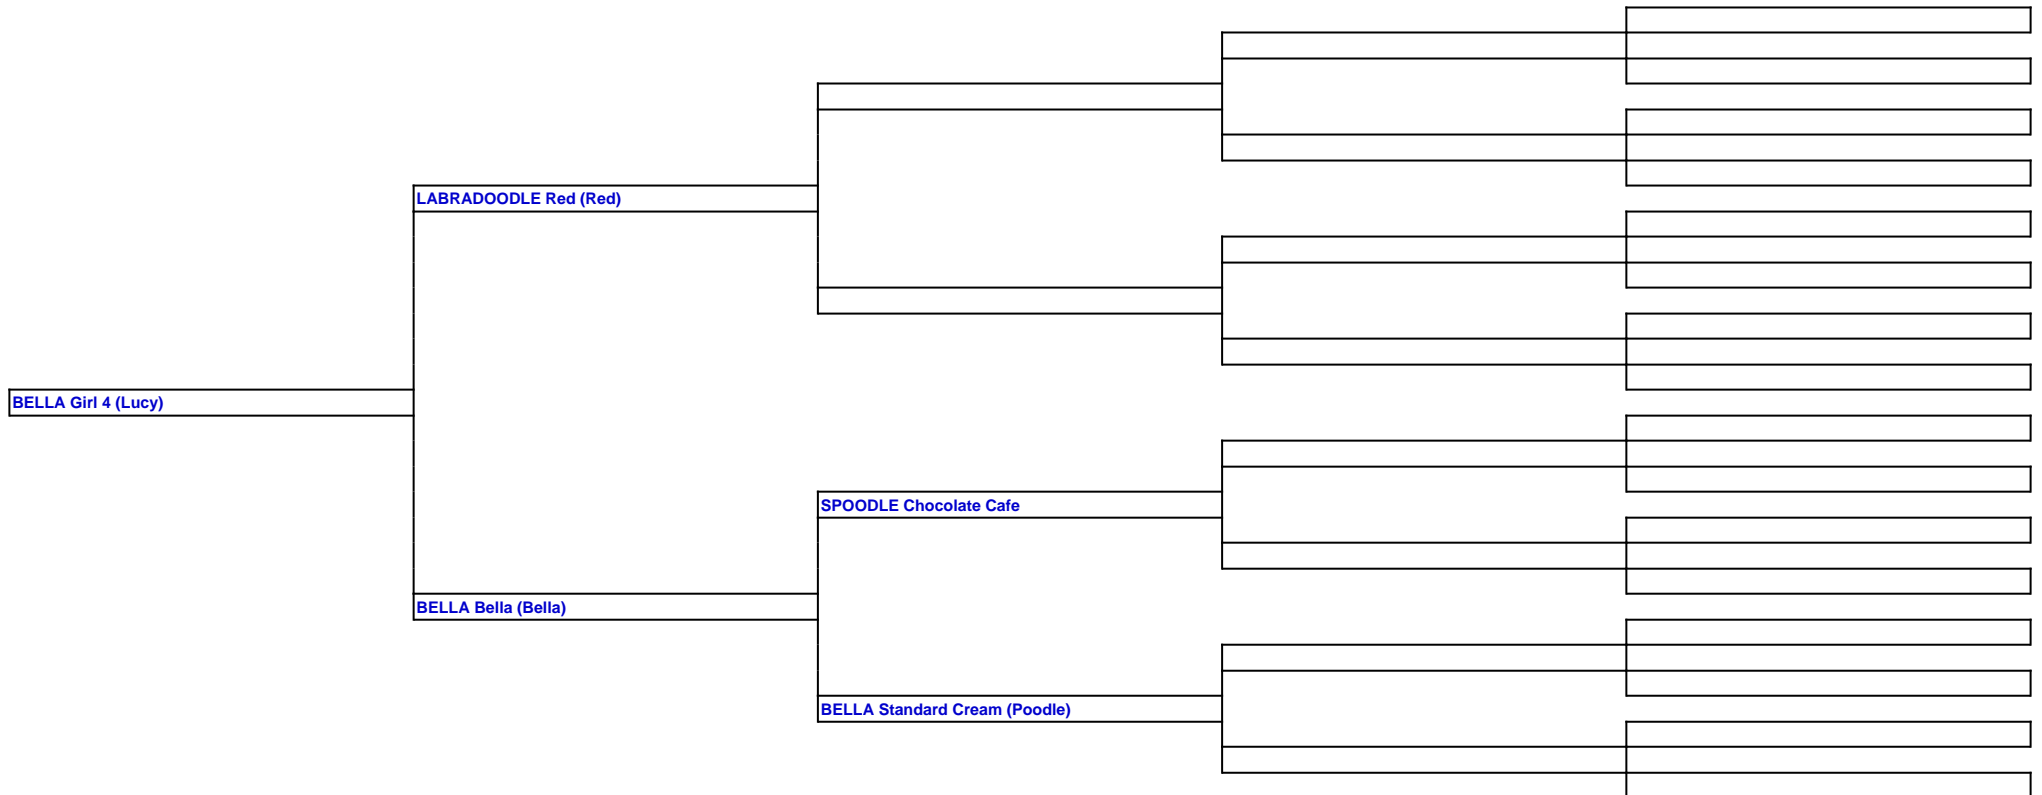 LABRADOODLE Red (Red)
BELLA Girl 4 (Lucy)
SPOODLE Chocolate Cafe
BELLA Bella (Bella)
BELLA Standard Cream (Poodle)